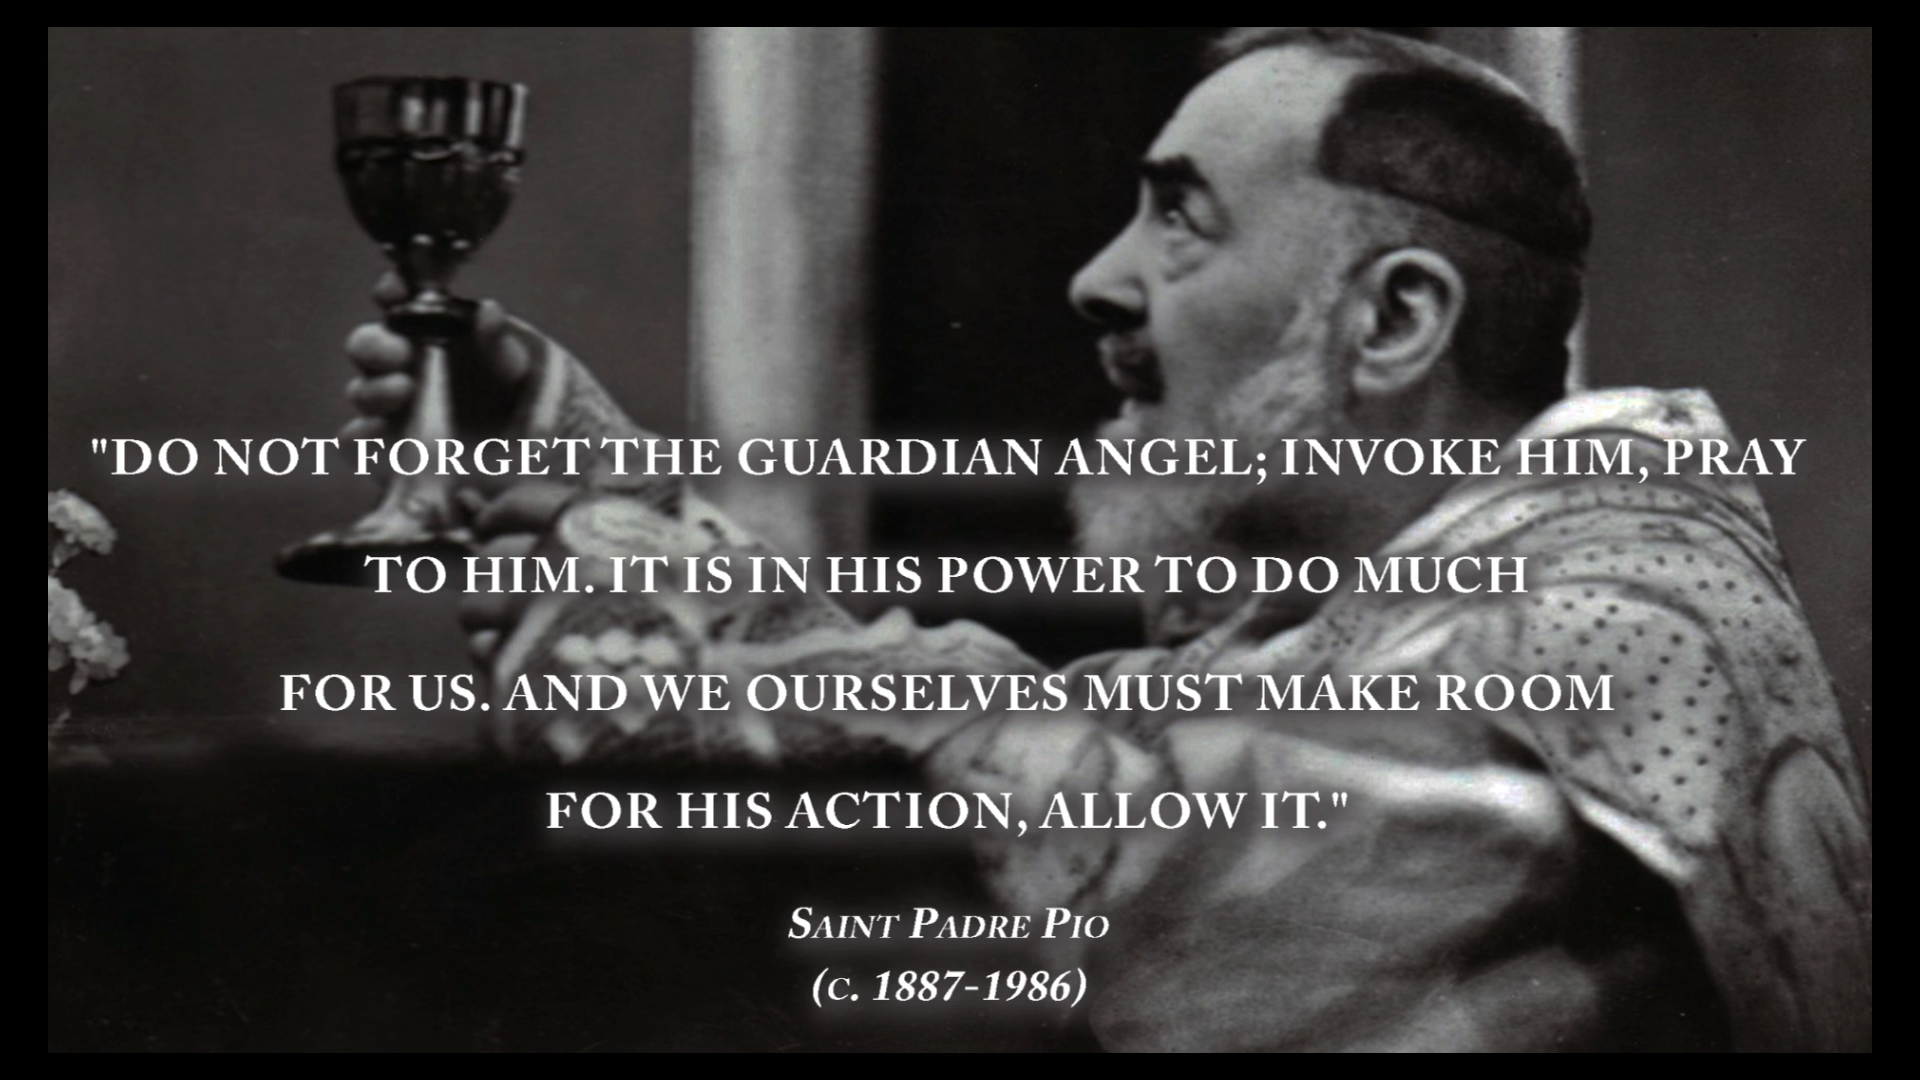 "DO NOT FORGET THE GUARDIAN ANGEL; INVOKE HIM, PRAY
TO HIM. IT IS IN HIS POWER TO DO MUCH
FOR US. AND WE OURSELVES MUST MAKE ROOM
FOR HIS ACTION, ALLOW IT."
SAINT PADRE PIO
(C. 1887-1986)